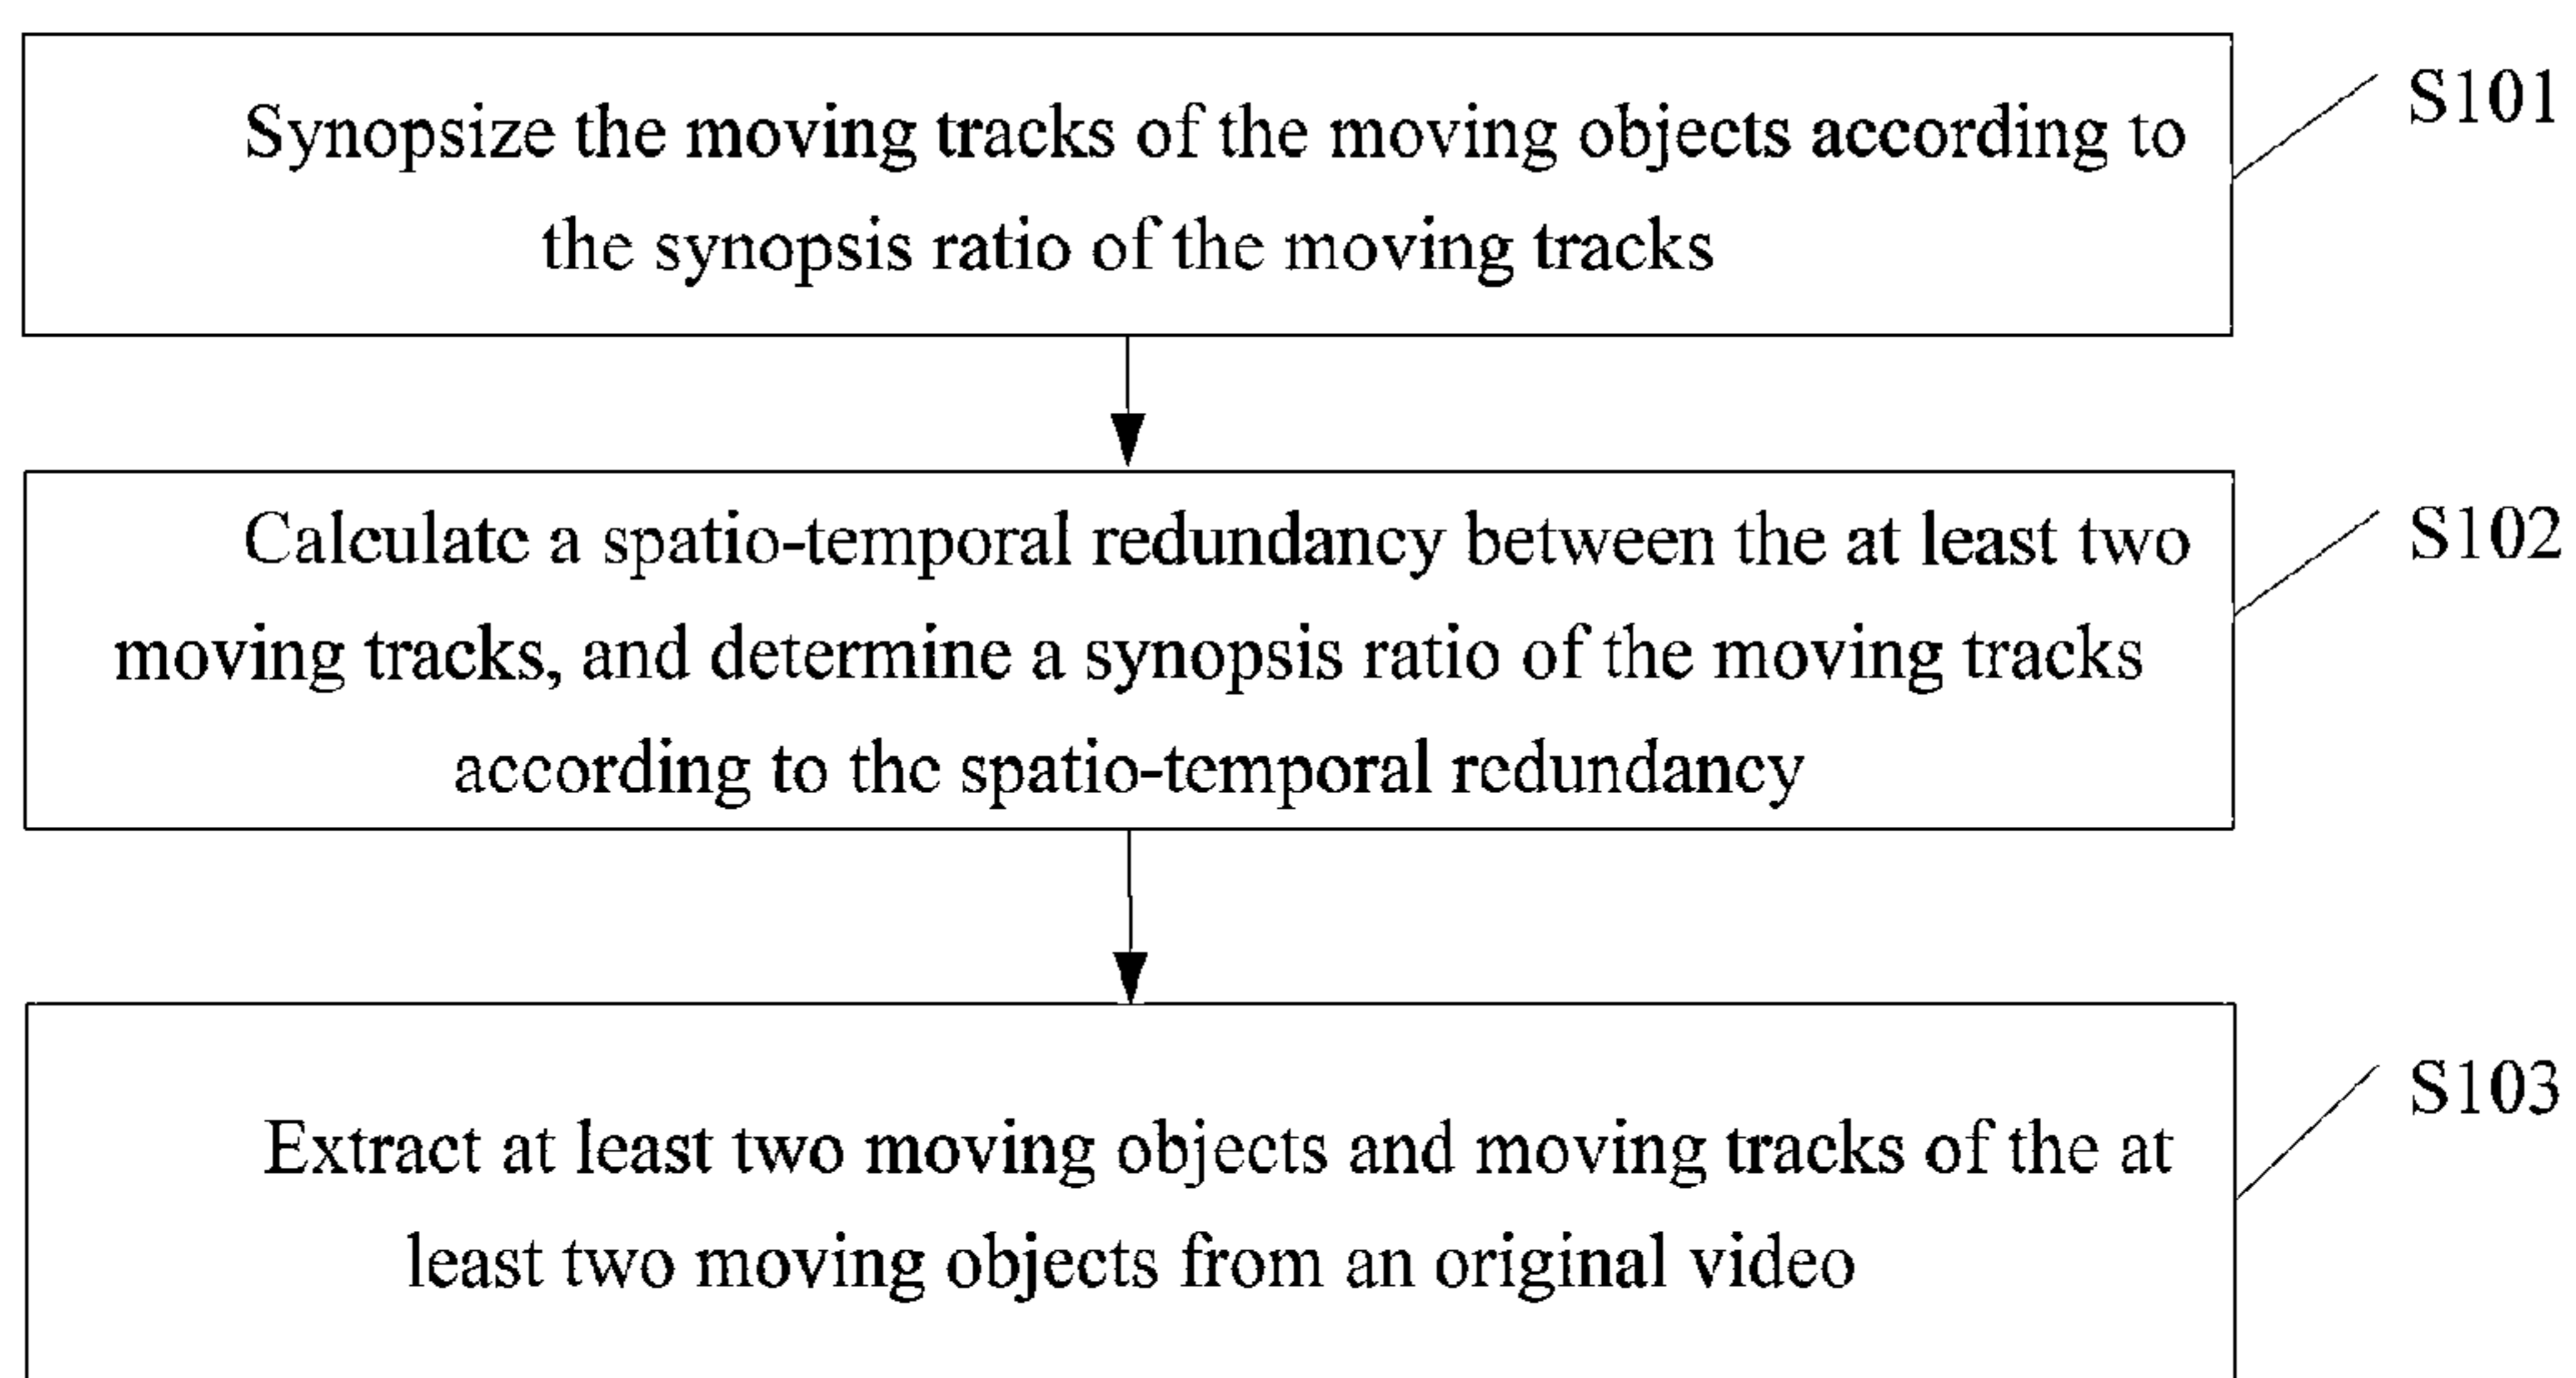 Synopsize the moving tracks of the moving objects according to
the synopsis ratio of the moving tracks
S101
Calculate a spatio-temporal redundancy between the at least two
moving tracks, and determine a synopsis ratio of the moving tracks
according to the spatio-temporal redundancy
S102
Extract at least two moving objects and moving tracks of the at
least two moving objects from an original video
S103